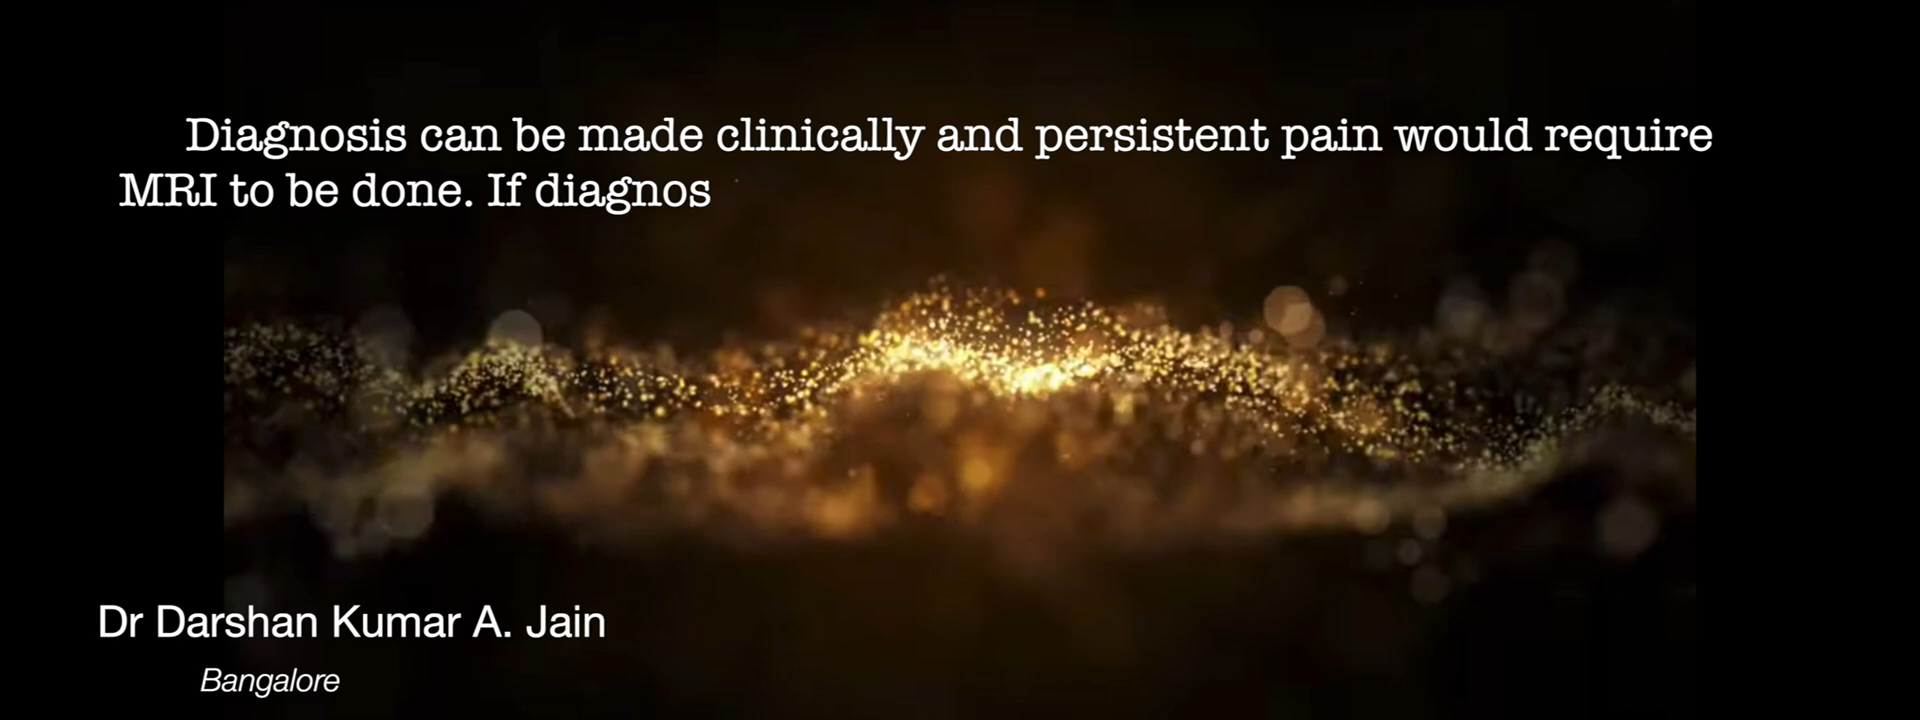 Diagnosis can be made clinically and persistent pain would require
MRI to be done. If diagnos
Dr Darshan Kumar A. Jain
Bangalore